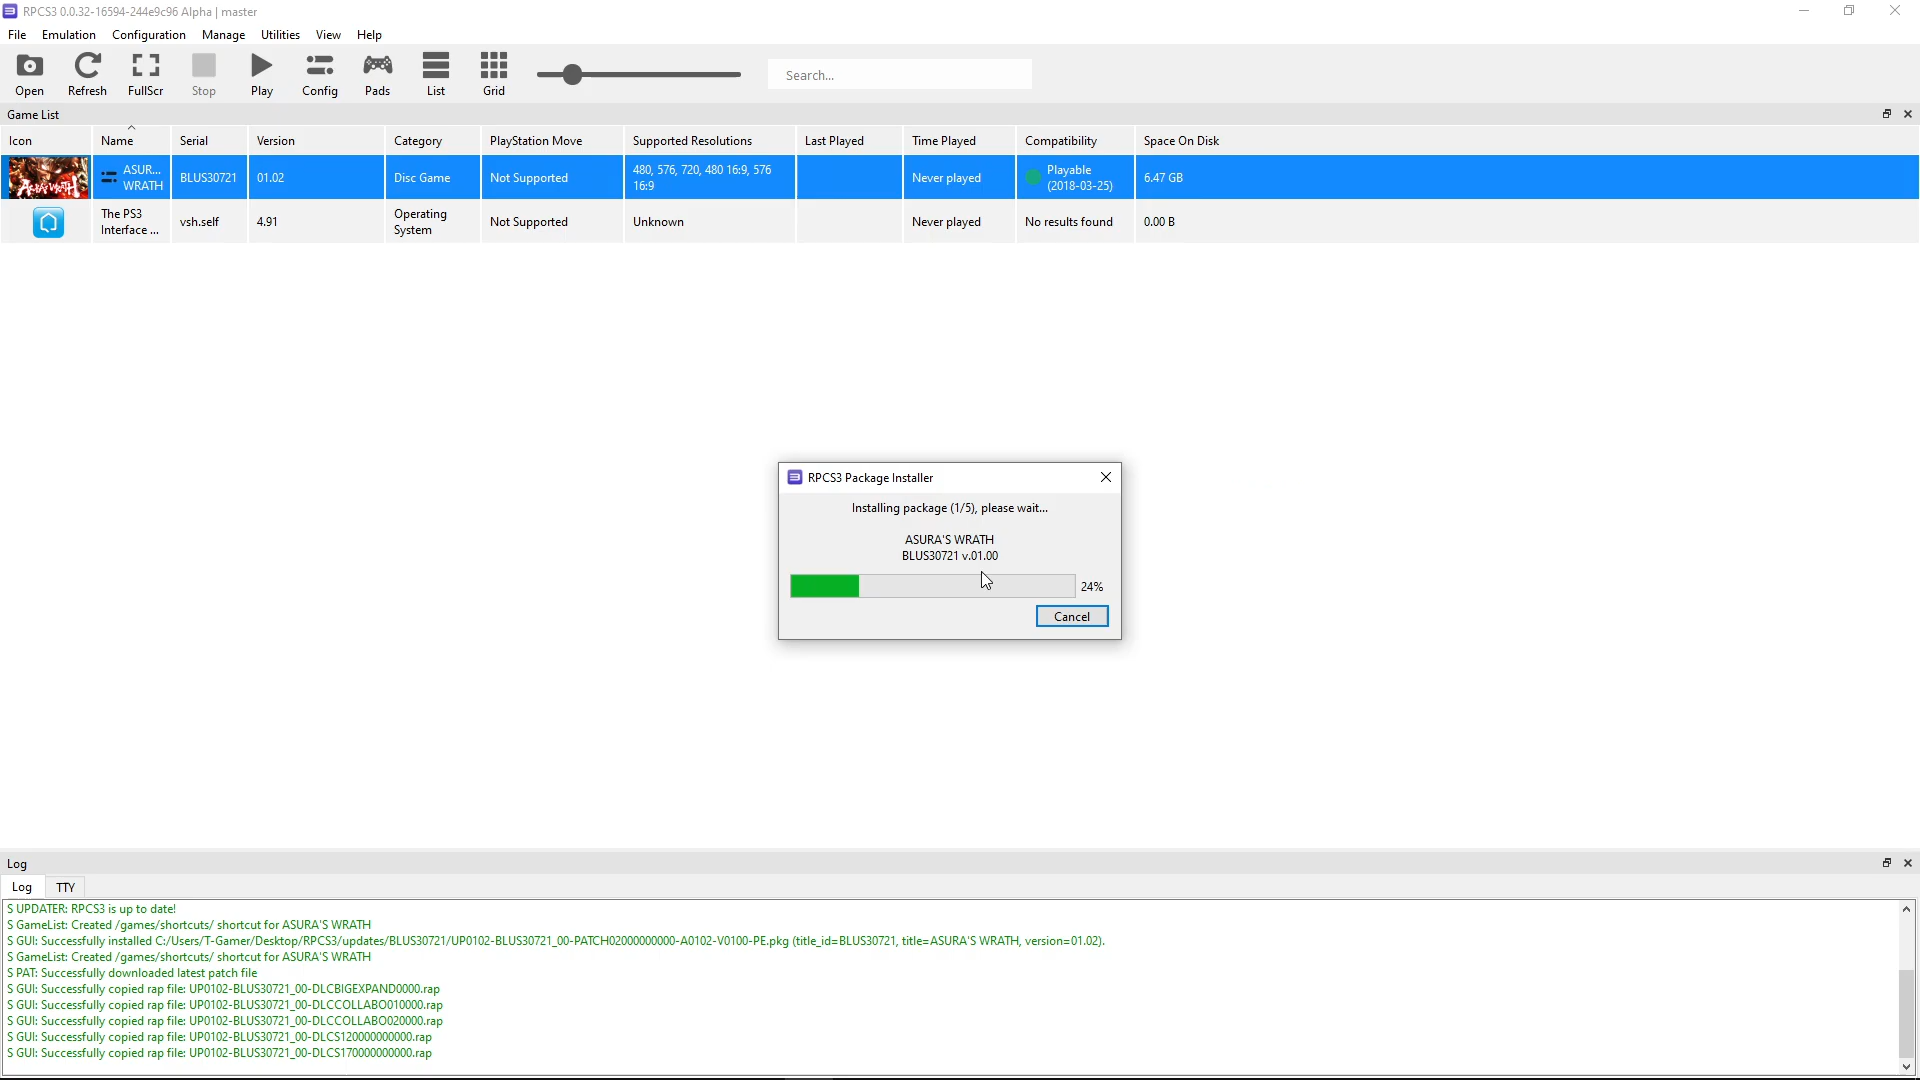 RPCS3 0.0.32-16594-244e9c96 Alpha | master
File Emulation Configuration Manage Utilities View Help
Open Refresh FullScr Stop Play Config Pads List Grid Search...
Game List
Icon Name Serial Version Category PlayStation Move Supported Resolutions Last Played Time Played Compatibility Space On Disk
ASUR...
WRATH
BLUS30721
01.02
Disc Game
Not Supported
480, 576, 720, 480 16:9, 576
16:9
Never played
Playable
(2018-03-25)
6.47 GB
The PS3
Interface ...
vsh.self
4.91
Operating
System
Not Supported
Unknown
Never played
No results found
0.00 B
RPCS3 Package Installer
Installing package (1/5), please wait...
ASURA'S WRATH
BLUS30721 v.01.00
24%
Cancel
Log
Log TTY
S UPDATER: RPCS3 is up to date!
S GameList: Created /games/shortcuts/ shortcut for ASURA'S WRATH
S GUI: Successfully installed C:/Users/T-Gamer/Desktop/RPCS3/updates/BLUS30721/UP0102-BLUS30721_00-PATCH02000000000-A0102-V0100-PE.pkg (title_id=BLUS30721, title=ASURA'S WRATH, version=01.02).
S GameList: Created /games/shortcuts/ shortcut for ASURA'S WRATH
S PAT: Successfully downloaded latest patch file
S GUI: Successfully copied rap file: UP0102-BLUS30721_00-DLCBIGEXPAND0000.rap
S GUI: Successfully copied rap file: UP0102-BLUS30721_00-DLCCOLLABO010000.rap
S GUI: Successfully copied rap file: UP0102-BLUS30721_00-DLCCOLLABO020000.rap
S GUI: Successfully copied rap file: UP0102-BLUS30721_00-DLCS120000000000.rap
S GUI: Successfully copied rap file: UP0102-BLUS30721_00-DLCS170000000000.rap